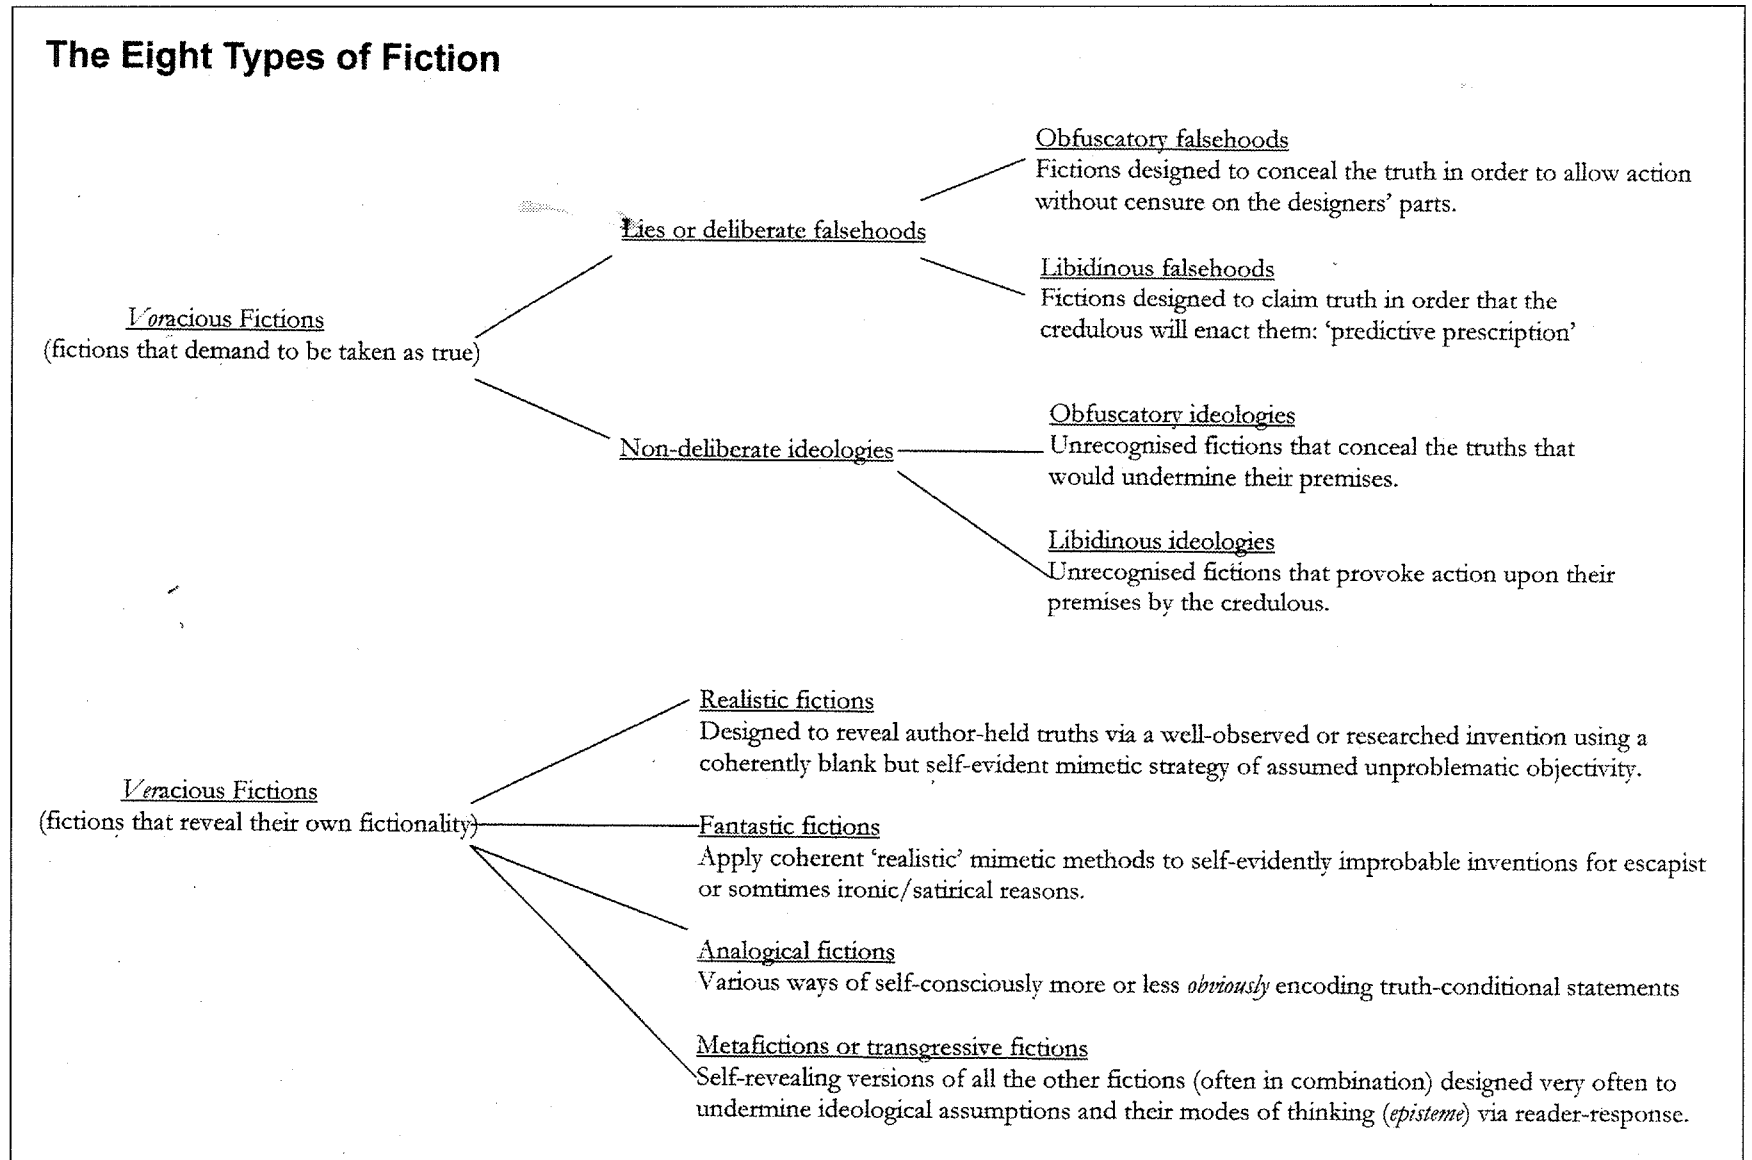 The Eight Types of Fiction
Obfuscatory falsehoods
Fictions designed to conceal the truth in order to allow action
without censure on the designers’ parts.
Lies or deliberate falsehoods
Libidinous falsehoods
Fictions designed to claim truth in order that the
credulous will enact them: ‘predictive prescription’
Voracious Fictions
(fictions that demand to be taken as true)
Obfuscatory ideologies
Unrecognised fictions that conceal the truths that
would undermine their premises.
Non-deliberate ideologies
Libidinous ideologies
Unrecognised fictions that provoke action upon their
premises by the credulous.
Realistic fictions
Designed to reveal author-held truths via a well-observed or researched invention using a
coherently blank but self-evident mimetic strategy of assumed unproblematic objectivity.
Veracious Fictions
(fictions that reveal their own fictionality)
Fantastic fictions
Apply coherent ‘realistic’ mimetic methods to self-evidently improbable inventions for escapist
or somtimes ironic/satirical reasons.
Analogical fictions
Various ways of self-consciously more or less obviously encoding truth-conditional statements
Metafictions or transgressive fictions
Self-revealing versions of all the other fictions (often in combination) designed very often to
undermine ideological assumptions and their modes of thinking (episteme) via reader-response.